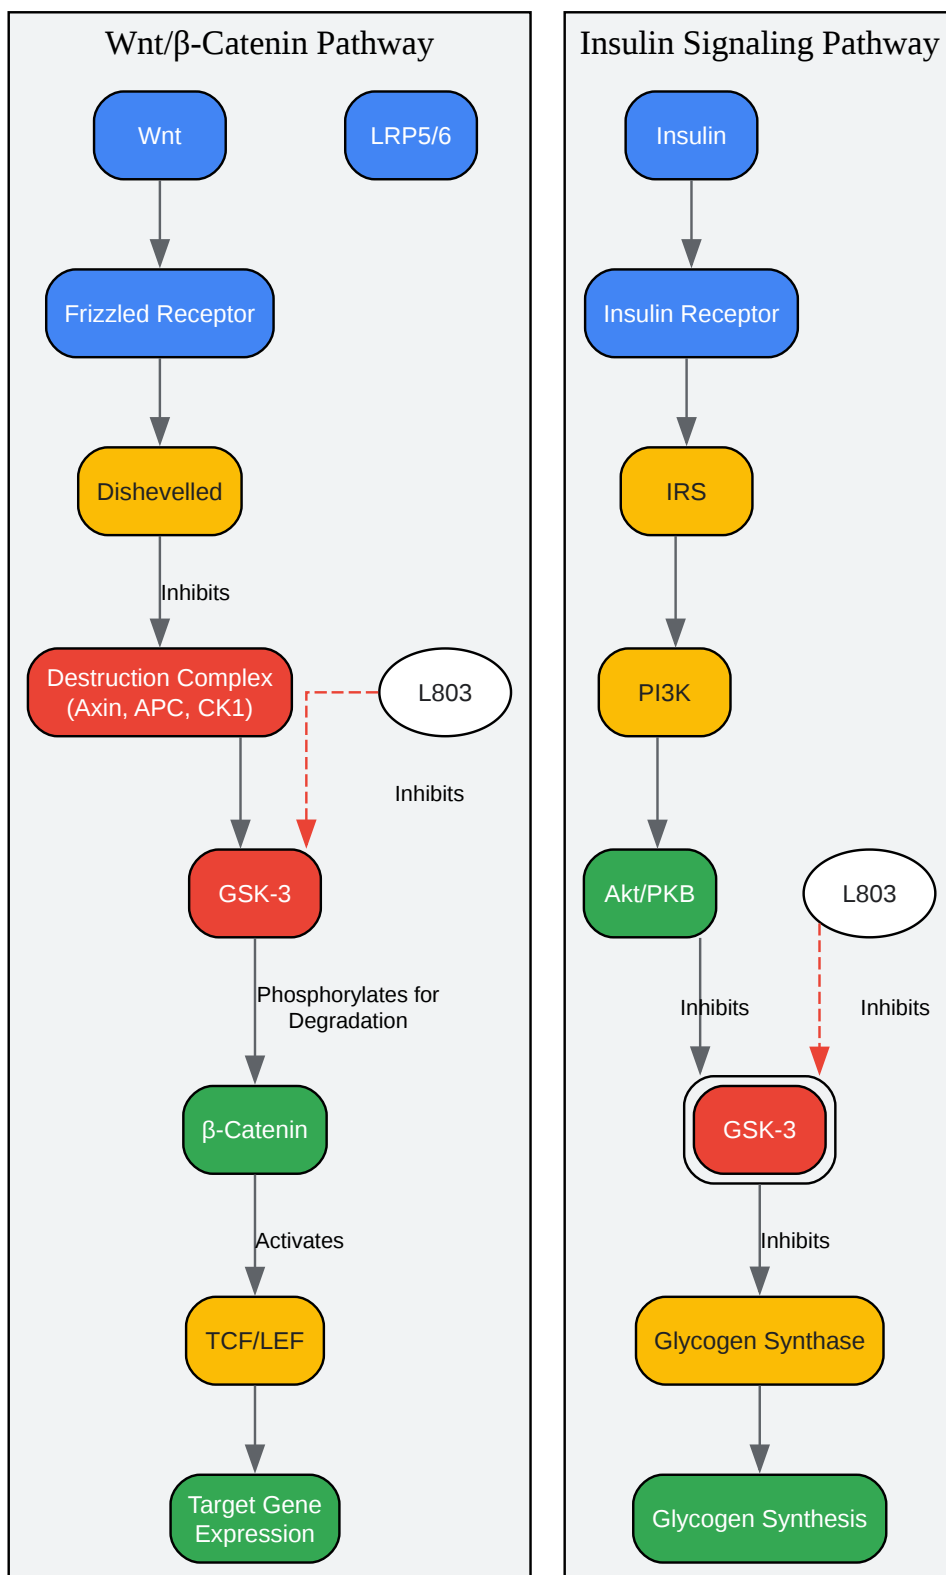 Wnt/β-Catenin Pathway
Wnt
LRP5/6
Frizzled Receptor
Dishevelled
Inhibits
Destruction Complex
(Axin, APC, CK1)
L803
Inhibits
GSK-3
Phosphorylates for
Degradation
β-Catenin
Activates
TCF/LEF
Target Gene
Expression
Insulin Signaling Pathway
Insulin
Insulin Receptor
IRS
PI3K
Akt/PKB
L803
Inhibits
Inhibits
GSK-3
Inhibits
Glycogen Synthase
Glycogen Synthesis